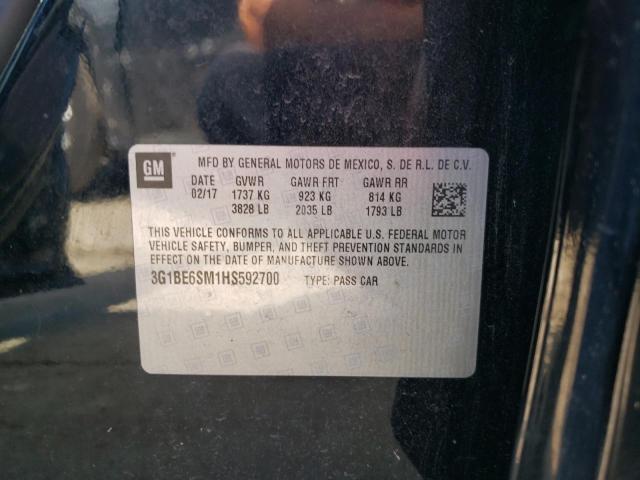 GM
MFD BY GENERAL MOTORS DE MEXICO, S. DE R.L. DE C.V.
DATE GVWR GAWR FRT GAWR RR
02/17 1737 KG 923 KG 814 KG
3828 LB 2035 LB 1793 LB
THIS VEHICLE CONFORMS TO ALL APPLICABLE U.S. FEDERAL MOTOR
VEHICLE SAFETY, BUMPER, AND THEFT PREVENTION STANDARDS IN
EFFECT ON THE DATE OF MANUFACTURE SHOWN ABOVE.
3G1BE6SM1HS592700 TYPE: PASS CAR